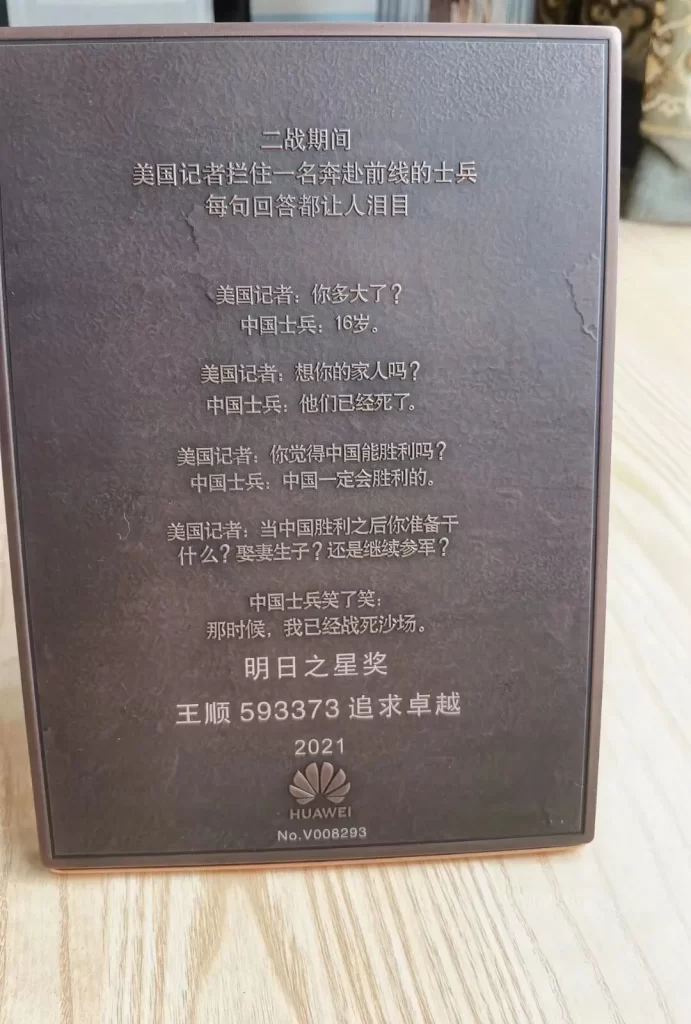 二战期间
美国记者拦住一名奔赴前线的士兵
每句回答都让人泪目
美国记者：你多大了？
中国士兵：16岁。
美国记者：想你的家人吗？
中国士兵：他们已经死了。
美国记者：你觉得中国能胜利吗？
中国士兵：中国一定会胜利的。
美国记者：当中国胜利之后你准备干
什么？娶妻生子？还是继续参军？
中国士兵笑了笑：
那时候，我已经战死沙场。
明日之星奖
王顺 593373 追求卓越
2021
HUAWEI
No.V008293